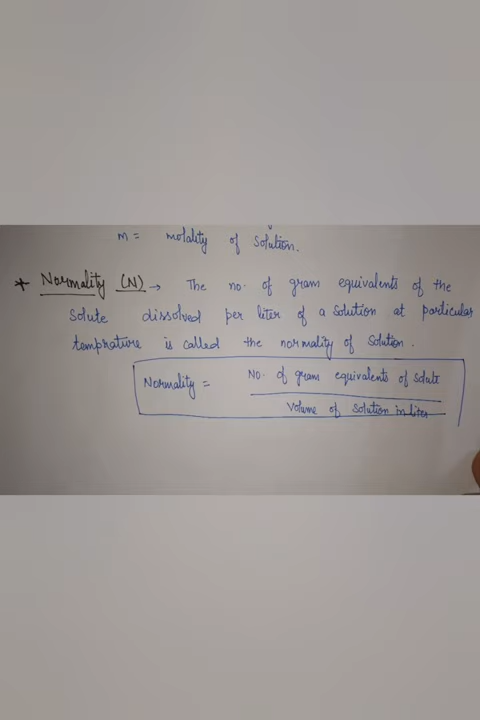 m = molality of Solution.
* Normality (N) → The no. of gram equivalents of the
Solute dissolved per liter of a Solution at particular
temprature is called the normality of Solution.
Normality = No. of gram equivalents of Solute
Volume of Solution in liter